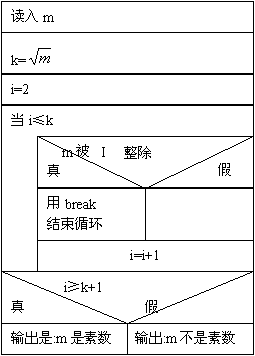 读入 m
k=√m
i=2
当 i≤k
m 被 I 整除
真 假
用 break
结束循环
i=i+1
i≥k+1
真 假
输出是:m 是素数 输出:m 不是素数